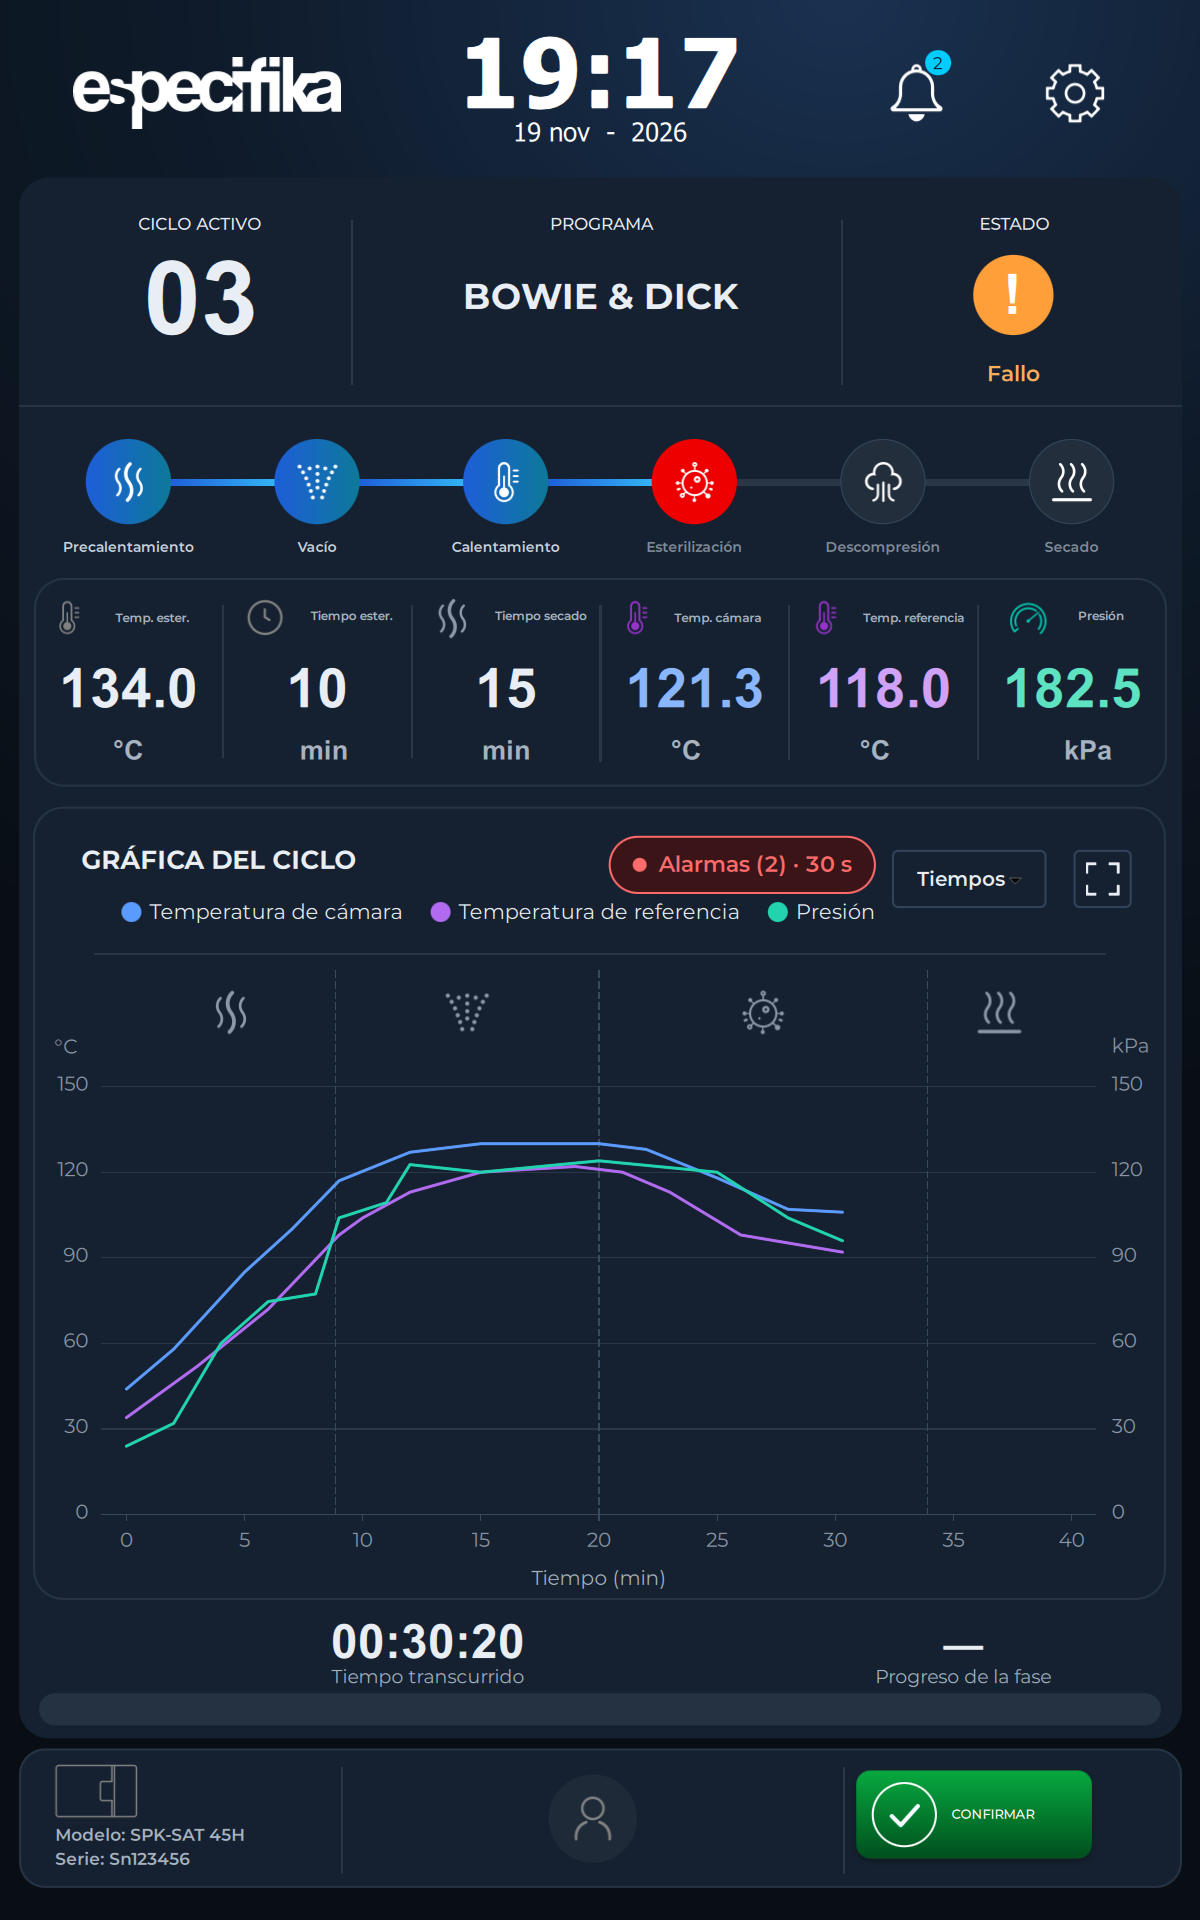 especifika
19:17
2
19 nov - 2026
CICLO ACTIVO
PROGRAMA
ESTADO
03
BOWIE & DICK
!
Fallo
Precalentamiento
Vacío
Calentamiento
Esterilización
Descompresión
Secado
Temp. ester.
Tiempo ester.
Tiempo secado
Temp. cámara
Temp. referencia
Presión
134.0
10
15
121.3
118.0
182.5
°C
min
min
°C
°C
kPa
GRÁFICA DEL CICLO
Alarmas (2) · 30 s
Tiempos
Temperatura de cámara
Temperatura de referencia
Presión
°C
kPa
150
150
120
120
90
90
60
60
30
30
0
0
0 5 10 15 20 25 30 35 40
Tiempo (min)
00:30:20
—
Tiempo transcurrido
Progreso de la fase
Modelo: SPK-SAT 45H
Serie: Sn123456
CONFIRMAR